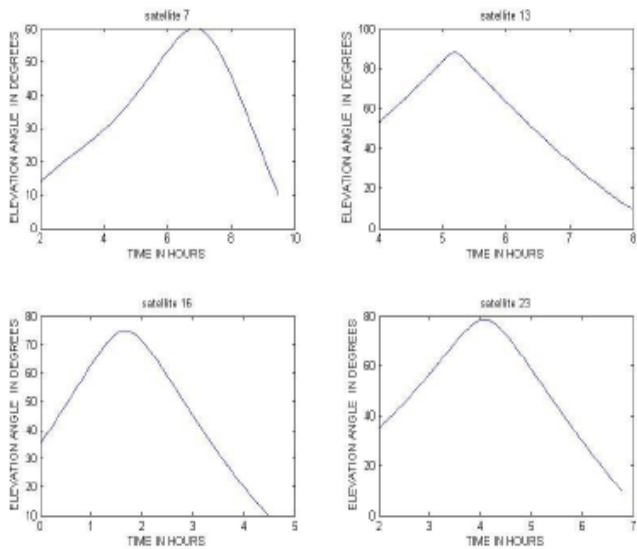 satellite 7
60
50
40
30
20
10
0
ELEVATION ANGLE IN DEGREES
2 4 6 8 10
TIME IN HOURS
satellite 13
100
80
60
40
20
0
ELEVATION ANGLE IN DEGREES
4 5 6 7 8
TIME IN HOURS
satellite 16
80
70
60
50
40
30
20
10
ELEVATION ANGLE IN DEGREES
0 1 2 3 4 5
TIME IN HOURS
satellite 23
80
60
40
20
0
ELEVATION ANGLE IN DEGREES
2 3 4 5 6 7
TIME IN HOURS